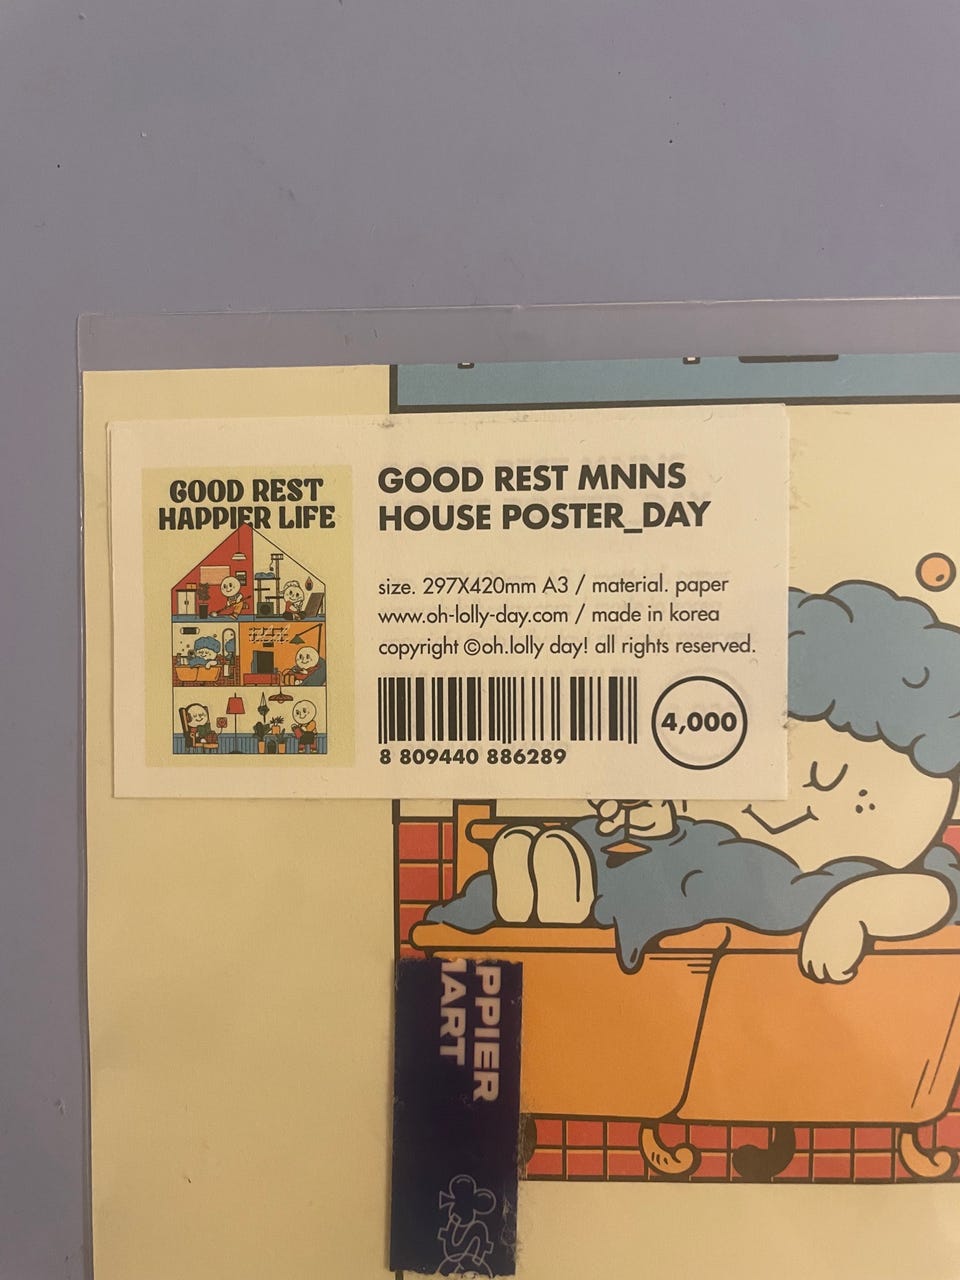 GOOD REST
HAPPIER LIFE
GOOD REST MNNS
HOUSE POSTER_DAY
size. 297X420mm A3 / material. paper
www.oh-lolly-day.com / made in korea
copyright ©oh.lolly day! all rights reserved.
8 809440 886289
4,000
PPIER
ART